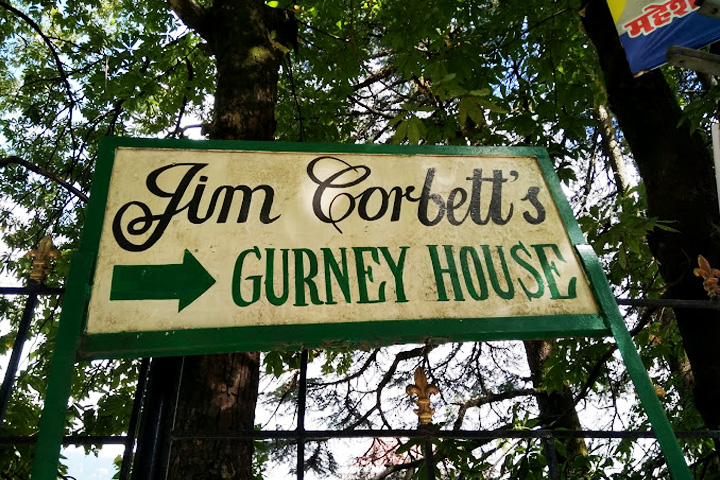 महेश
Jim Corbett's
GURNEY HOUSE